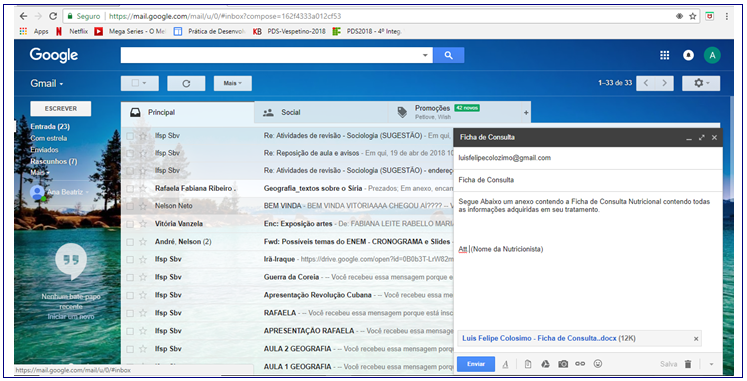 Seguro | https://mail.google.com/mail/u/0/#inbox?compose=162f4333a012cf53
Apps Netflix Mega Series - O Me Prática de Desenvol KB PDS-Vespetino-2018 PDS2018 - 4º Integ.
Google
A
Gmail
Mais
1–33 de 33
ESCREVER
Entrada (23)
Com estrela
Enviados
Rascunhos (7)
Mais
Ana Beatriz
Nenhum bate-papo
recente
Iniciar um novo
Principal
Social
Promoções 42 novos
Petlove, Wish
+
Ifsp Sbv Re: Atividades de revisão - Sociologia (SUGESTÃO) - Em qui,
Ifsp Sbv Re: Reposição de aula e avisos - Em qui, 19 de abr de 2018
Ifsp Sbv Re: Atividades de revisão - Sociologia (SUGESTÃO) - endereço
Rafaela Fabiana Ribeiro . Geografia_textos sobre o Síria - Prezados, Em anexo, encam
Nelson Neto BEM VINDA - BEM VINDA VITORIAAAA CHEGOU AI???? --
Vitória Vanzela Enc: Exposição artes - De: FABIANA LEITE RABELLO MARIA
André, Nelson (2) Fwd: Possíveis temas do ENEM - CRONOGRAMA e Slides -
Ifsp Sbv Irã-Iraque - https://drive.google.com/open?id=0B0b3T-LrW82m
Ifsp Sbv Guerra da Coreia - -- Você recebeu essa mensagem porque e
Ifsp Sbv Apresentação Revolução Cubana - -- Você recebeu essa me
Ifsp Sbv RAFAELA - -- Você recebeu essa mensagem porque está insc
Ifsp Sbv APRESENTAÇÃO RAFAELA - -- Você recebeu essa mensagem
Ifsp Sbv AULA 2 GEOGRAFIA - -- Você recebeu essa mensagem porq
Ifsp Sbv AULA 1 GEOGRAFIA - -- Você recebeu essa mensagem porq
Ficha de Consulta
luisfelipecolozimo@gmail.com
Ficha de Consulta
Segue Abaixo um anexo contendo a Ficha de Consulta Nutricional contendo todas
as informações adquiridas em seu tratamento.
Att.(Nome da Nutricionista)
Luis Felipe Colosimo - Ficha de Consulta..docx (12K)
Enviar
Salva
https://mail.google.com/mail/u/0/#inbox